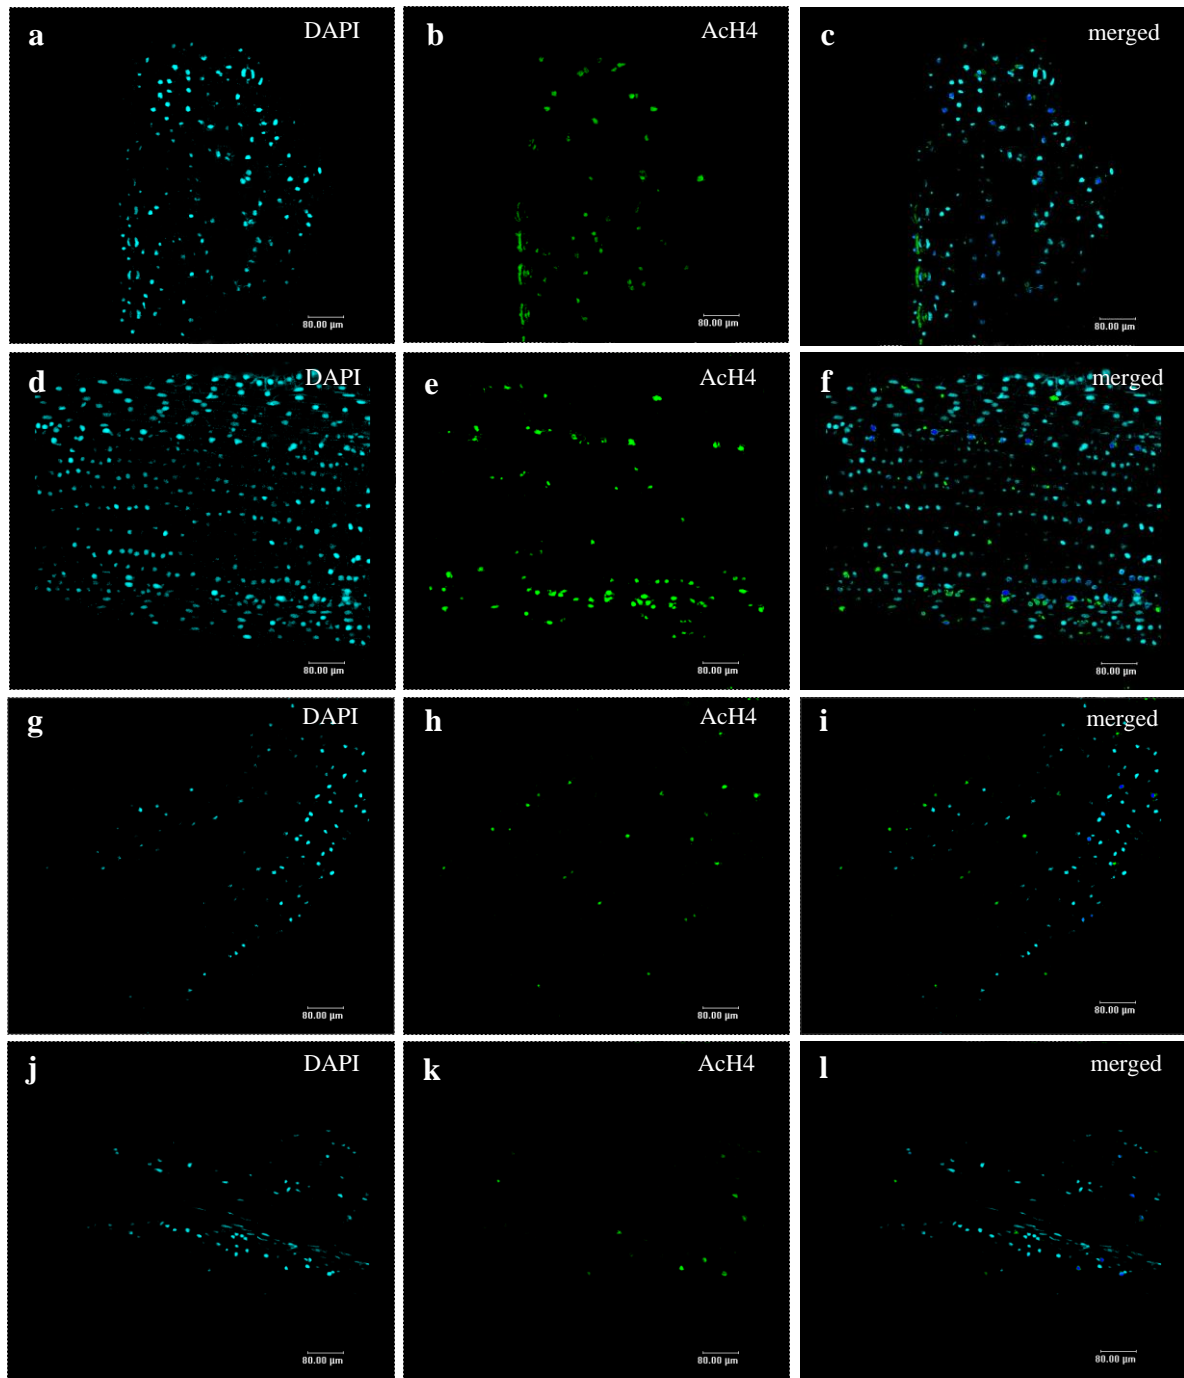 a DAPI
80.00 µm
b AcH4
80.00 µm
c merged
80.00 µm
d DAPI
80.00 µm
e AcH4
80.00 µm
f merged
80.00 µm
g DAPI
80.00 µm
h AcH4
80.00 µm
i merged
80.00 µm
j DAPI
80.00 µm
k AcH4
80.00 µm
l merged
80.00 µm